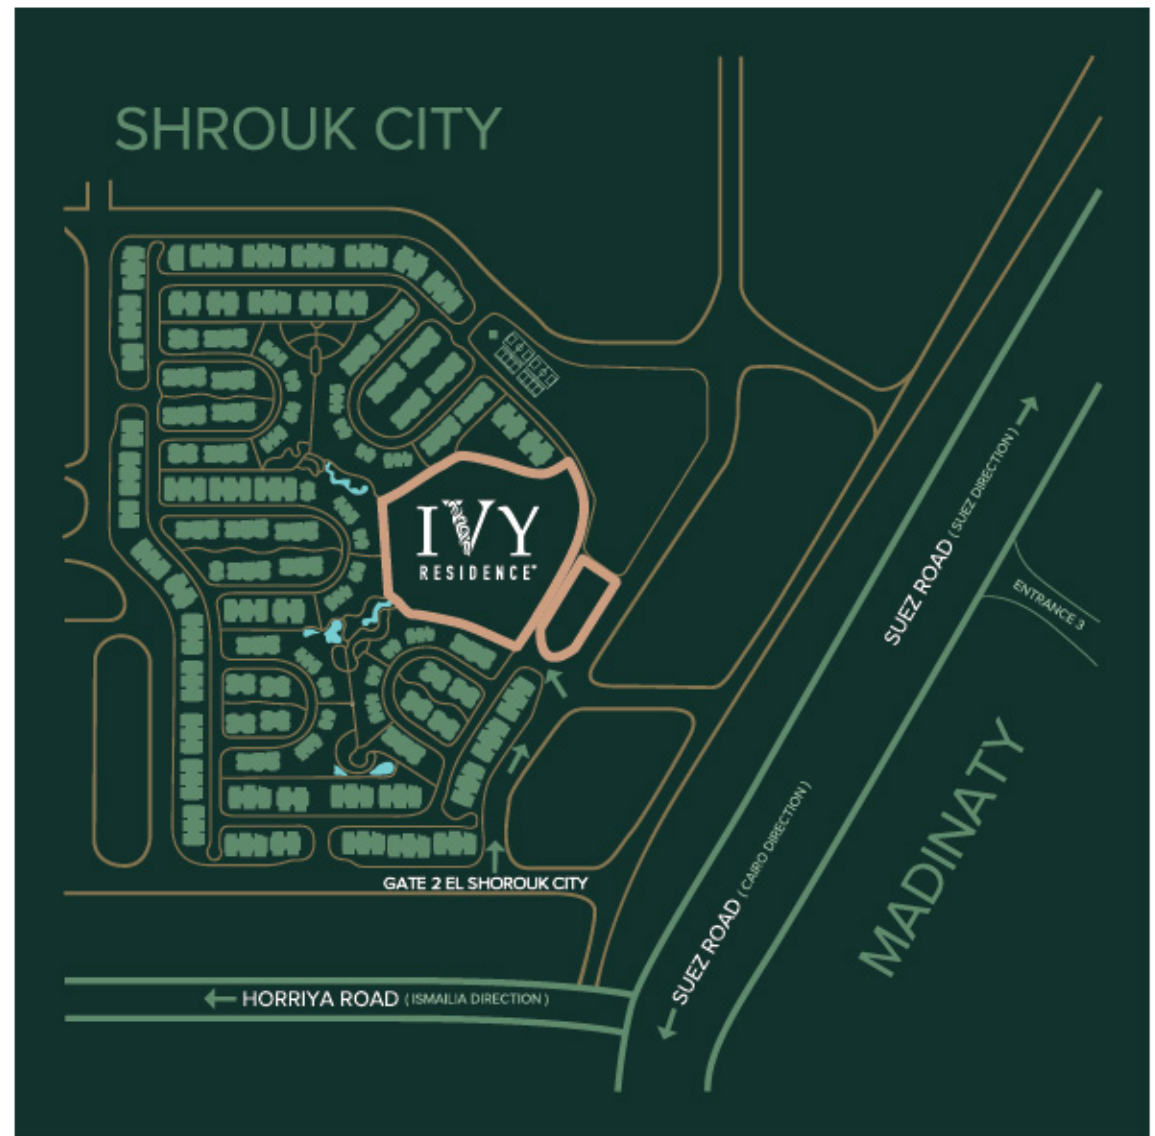 SHROUK CITY
IVY
RESIDENCE
SUEZ ROAD (SUEZ DIRECTION)
ENTRANCE 3
SUEZ ROAD (CAIRO DIRECTION)
MADINATY
GATE 2 EL SHOROUK CITY
HORRIYA ROAD (ISMAILIA DIRECTION)